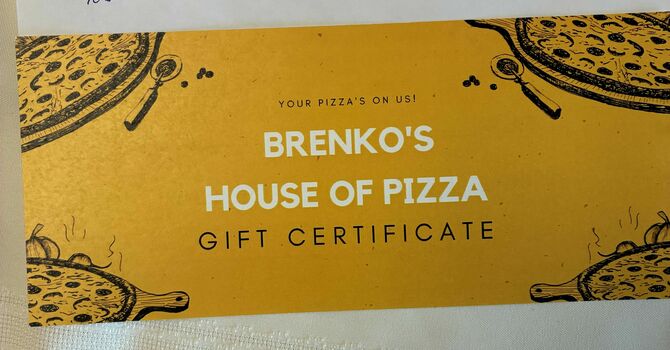 YOUR PIZZA'S ON US!
BRENKO'S
HOUSE OF PIZZA
GIFT CERTIFICATE